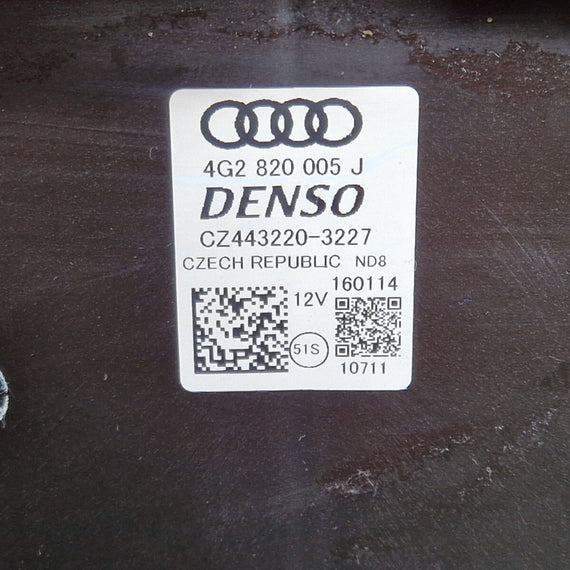 4G2 820 005 J
DENSO
CZ443220-3227
CZECH REPUBLIC ND8
160114
12V
51S
10711